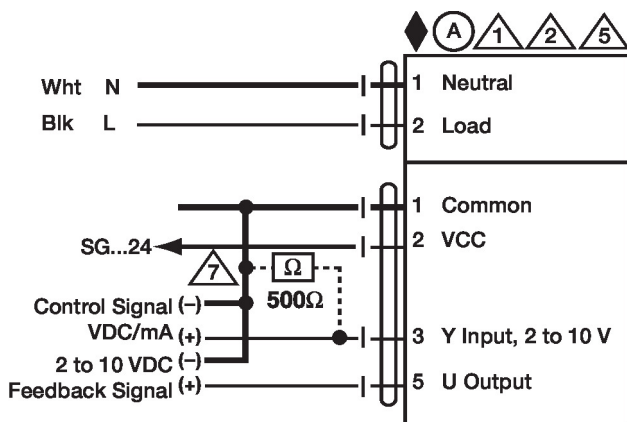 A 1 2 5
Wht N 1 Neutral
Blk L 2 Load
1 Common
SG...24 2 VCC
7 Ω
500Ω
Control Signal (–)
VDC/mA (+) 3 Y Input, 2 to 10 V
2 to 10 VDC (–)
Feedback Signal (+) 5 U Output